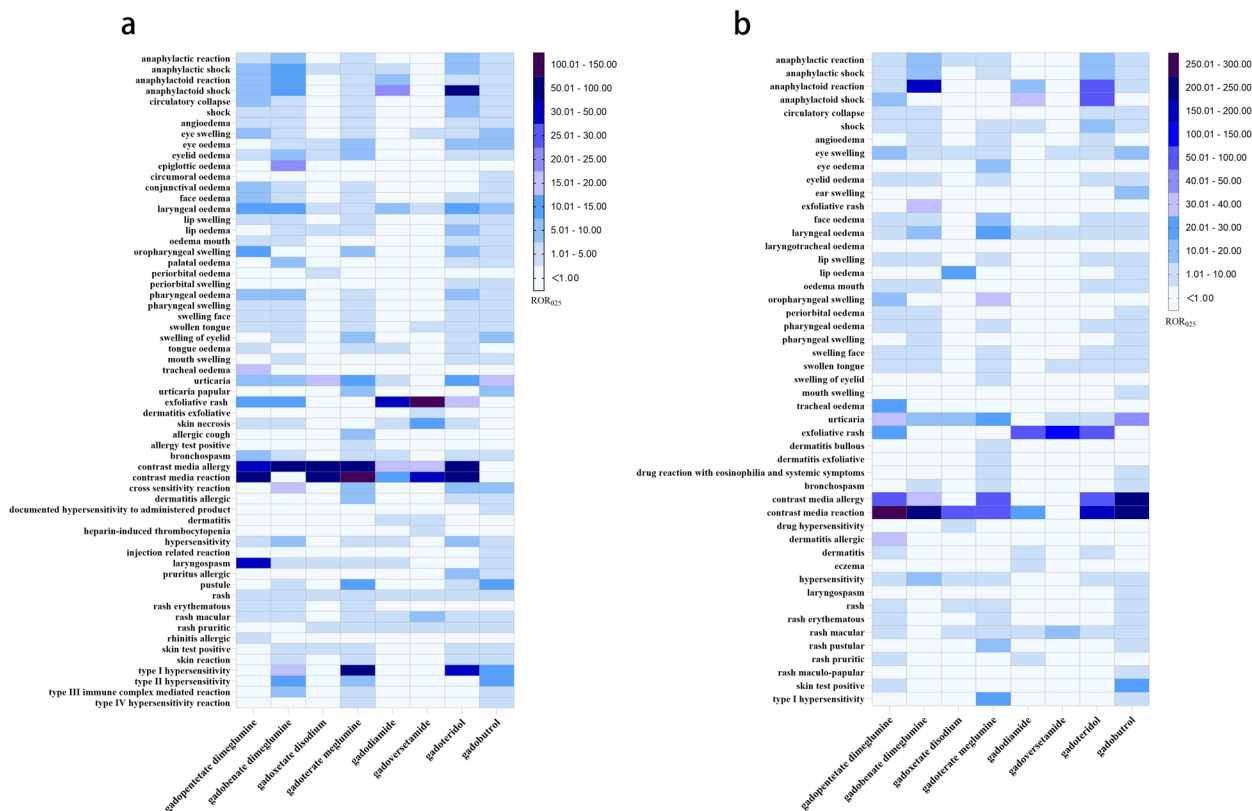 a
anaphylactic reaction
anaphylactic shock
anaphylactoid reaction
anaphylactoid shock
circulatory collapse
shock
angioedema
eye swelling
eye oedema
eyelid oedema
epiglottic oedema
circumoral oedema
conjunctival oedema
face oedema
laryngeal oedema
lip swelling
lip oedema
oedema mouth
oropharyngeal swelling
palatal oedema
periorbital oedema
periorbital swelling
pharyngeal oedema
pharyngeal swelling
swelling face
swollen tongue
swelling of eyelid
tongue oedema
mouth swelling
tracheal oedema
urticaria
urticaria papular
exfoliative rash
dermatitis exfoliative
skin necrosis
allergic cough
allergy test positive
bronchospasm
contrast media allergy
contrast media reaction
cross sensitivity reaction
dermatitis allergic
documented hypersensitivity to administered product
dermatitis
heparin-induced thrombocytopenia
hypersensitivity
injection related reaction
laryngospasm
pruritus allergic
pustule
rash
rash erythematous
rash macular
rash pruritic
rhinitis allergic
skin test positive
skin reaction
type I hypersensitivity
type II hypersensitivity
type III immune complex mediated reaction
type IV hypersensitivity reaction
gadopentetate dimeglumine
gadobenate dimeglumine
gadoxetate disodium
gadoterate meglumine
gadodiamide
gadoversetamide
gadoteridol
gadobutrol
100.01 - 150.00
50.01 - 100.00
30.01 - 50.00
25.01 - 30.00
20.01 - 25.00
15.01 - 20.00
10.01 - 15.00
5.01 - 10.00
1.01 - 5.00
<1.00
ROR025
b
anaphylactic reaction
anaphylactic shock
anaphylactoid reaction
anaphylactoid shock
circulatory collapse
shock
angioedema
eye swelling
eye oedema
eyelid oedema
ear swelling
exfoliative rash
face oedema
laryngeal oedema
laryngotracheal oedema
lip swelling
lip oedema
oedema mouth
oropharyngeal swelling
periorbital oedema
pharyngeal oedema
pharyngeal swelling
swelling face
swollen tongue
swelling of eyelid
mouth swelling
tracheal oedema
urticaria
exfoliative rash
dermatitis bullous
dermatitis exfoliative
drug reaction with eosinophilia and systemic symptoms
bronchospasm
contrast media allergy
contrast media reaction
drug hypersensitivity
dermatitis allergic
dermatitis
eczema
hypersensitivity
laryngospasm
rash
rash erythematous
rash macular
rash pustular
rash pruritic
rash maculo-papular
skin test positive
type I hypersensitivity
gadopentetate dimeglumine
gadobenate dimeglumine
gadoxetate disodium
gadoterate meglumine
gadodiamide
gadoversetamide
gadoteridol
gadobutrol
250.01 - 300.00
200.01 - 250.00
150.01 - 200.00
100.01 - 150.00
50.01 - 100.00
40.01 - 50.00
30.01 - 40.00
20.01 - 30.00
10.01 - 20.00
1.01 - 10.00
<1.00
ROR025